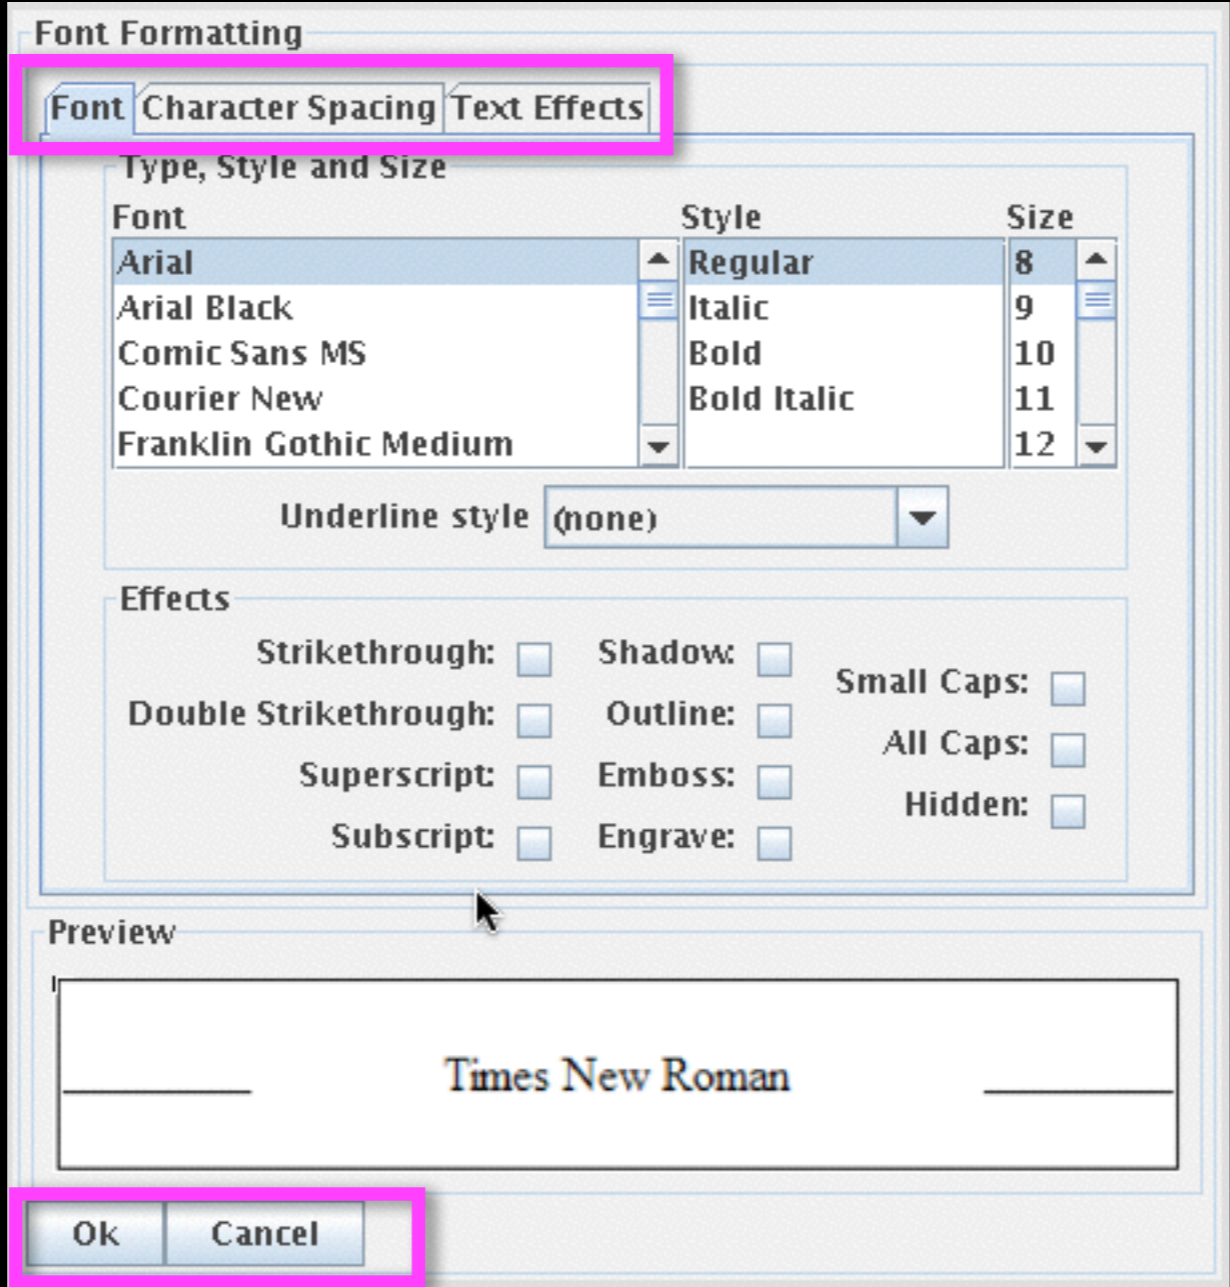 Font Formatting
Font Character Spacing Text Effects
Type, Style and Size
Font Style Size
Arial Regular 8
Arial Black Italic 9
Comic Sans MS Bold 10
Courier New Bold Italic 11
Franklin Gothic Medium 12
Underline style (none)
Effects
Strikethrough: Shadow:
Small Caps:
Double Strikethrough: Outline:
All Caps:
Superscript: Emboss:
Hidden:
Subscript: Engrave:
Preview
Times New Roman
Ok Cancel